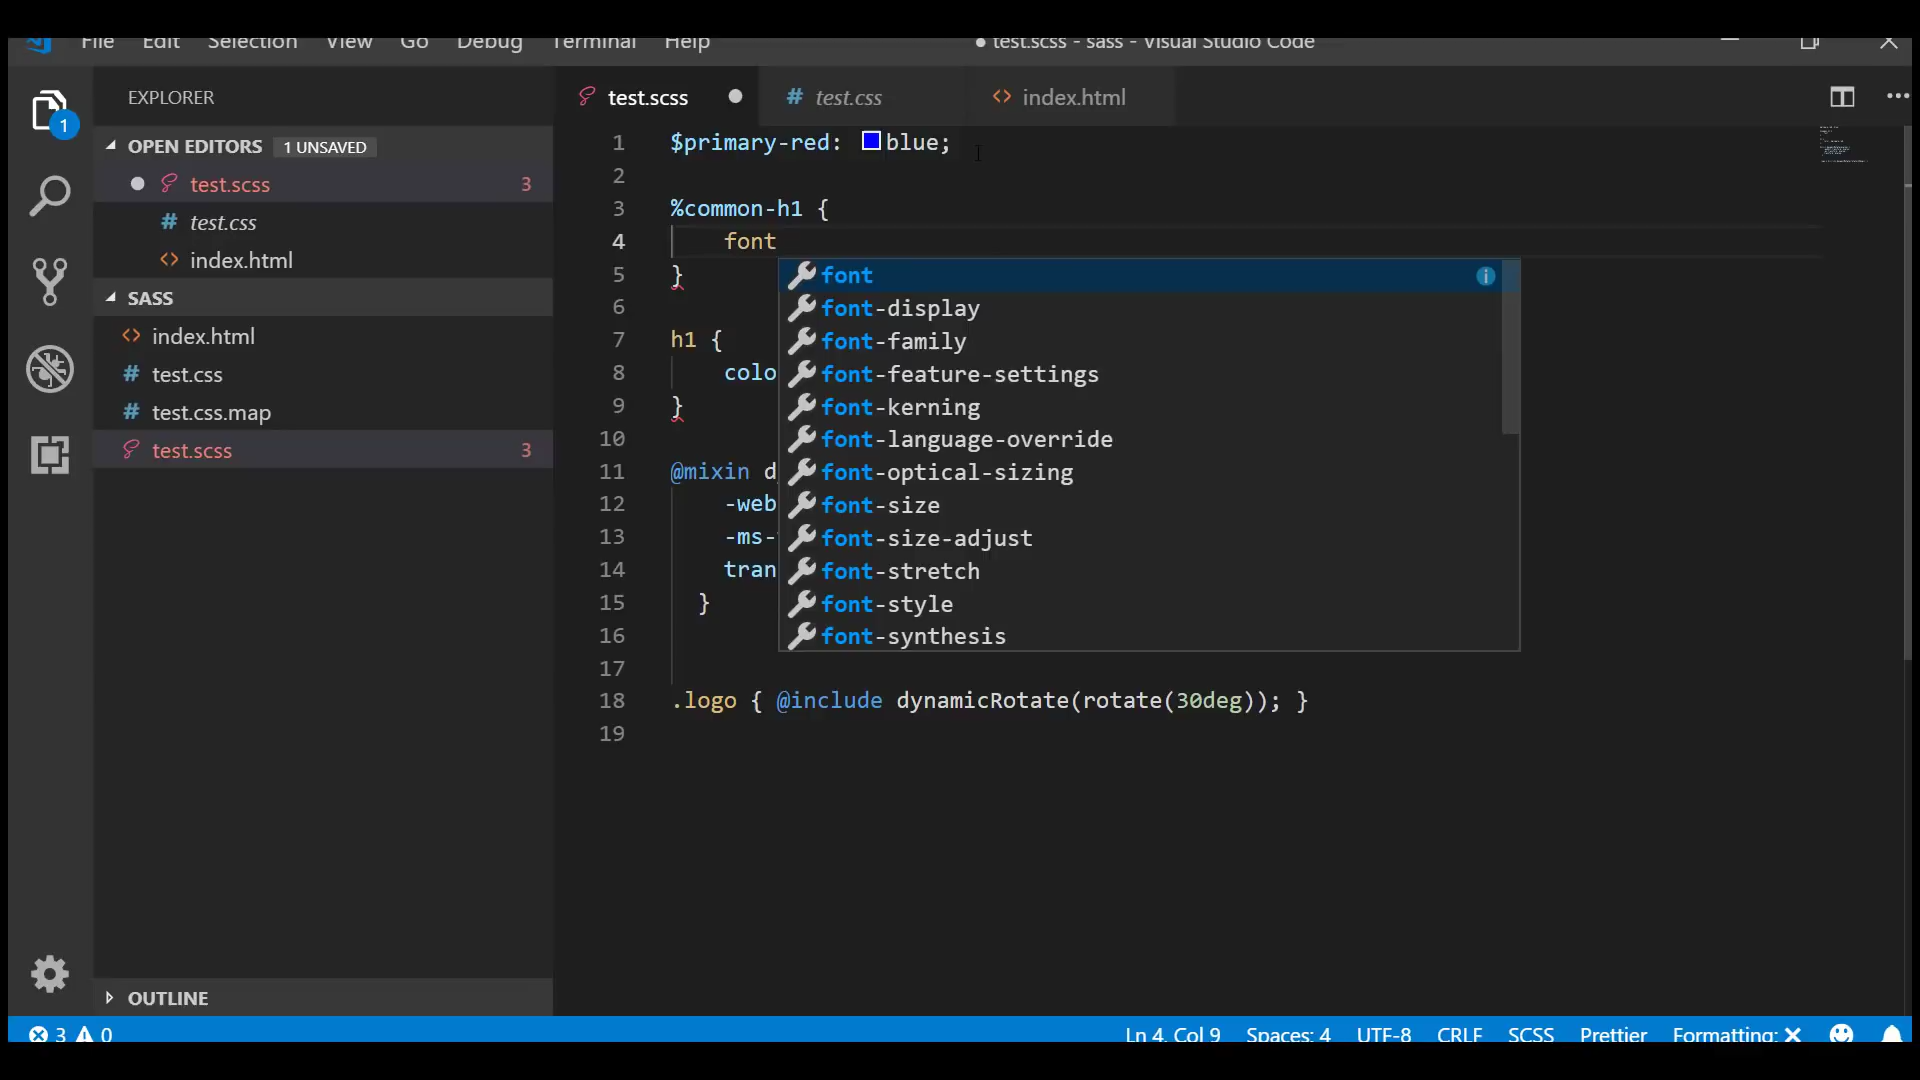 File Edit Selection View Go Debug Terminal Help
● test.scss - sass - Visual Studio Code
1
EXPLORER
OPEN EDITORS 1 UNSAVED
test.scss 3
test.css
index.html
SASS
index.html
test.css
test.css.map
test.scss 3
OUTLINE
test.scss
test.css
index.html
1 $primary-red: blue;
2
3 %common-h1 {
4 font
5 }
6
7 h1 {
8 colo
9 }
10
11 @mixin d
12 -web
13 -ms-
14 tran
15 }
16
17
18 .logo { @include dynamicRotate(rotate(30deg)); }
19
font
font-display
font-family
font-feature-settings
font-kerning
font-language-override
font-optical-sizing
font-size
font-size-adjust
font-stretch
font-style
font-synthesis
3 0
Ln 4, Col 9 Spaces: 4 UTF-8 CRLF SCSS Prettier Formatting: ×